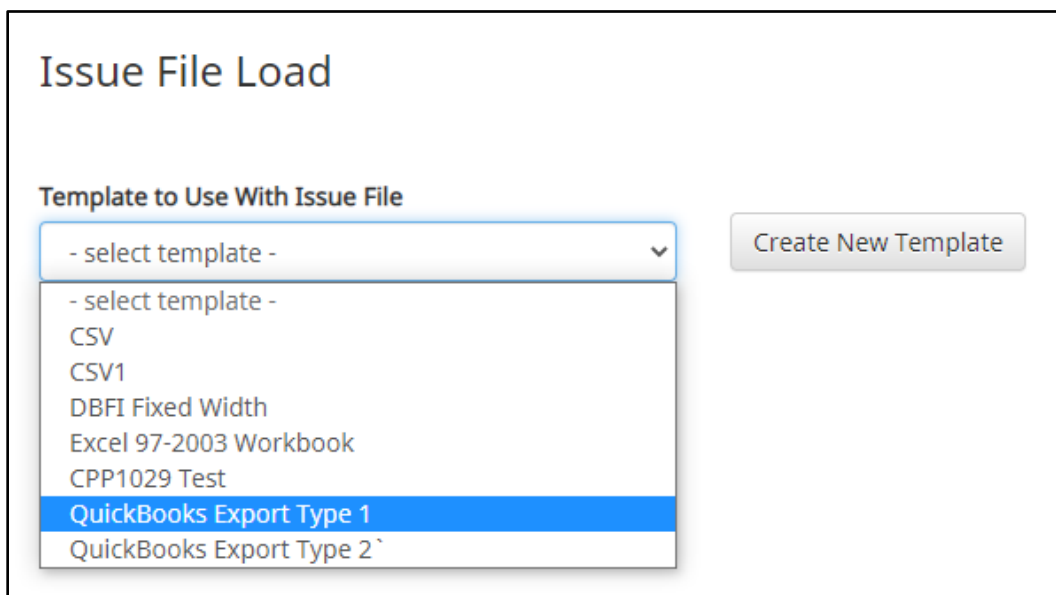 Issue File Load
Template to Use With Issue File
- select template -
Create New Template
- select template -
CSV
CSV1
DBFI Fixed Width
Excel 97-2003 Workbook
CPP1029 Test
QuickBooks Export Type 1
QuickBooks Export Type 2`